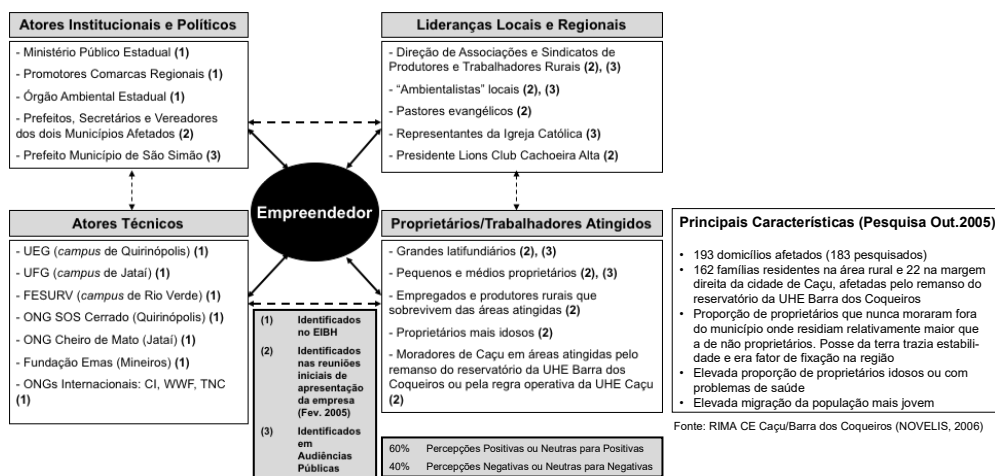 Atores Institucionais e Políticos
- Ministério Público Estadual (1)
- Promotores Comarcas Regionais (1)
- Órgão Ambiental Estadual (1)
- Prefeitos, Secretários e Vereadores
dos dois Municípios Afetados (2)
- Prefeito Município de São Simão (3)
Lideranças Locais e Regionais
- Direção de Associações e Sindicatos de
Produtores e Trabalhadores Rurais (2), (3)
- “Ambientalistas” locais (2), (3)
- Pastores evangélicos (2)
- Representantes da Igreja Católica (3)
- Presidente Lions Club Cachoeira Alta (2)
Empreendedor
Atores Técnicos
- UEG (campus de Quirinópolis) (1)
- UFG (campus de Jataí) (1)
- FESURV (campus de Rio Verde) (1)
- ONG SOS Cerrado (Quirinópolis) (1)
- ONG Cheiro de Mato (Jataí) (1)
- Fundação Emas (Mineiros) (1)
- ONGs Internacionais: CI, WWF, TNC
(1)
Proprietários/Trabalhadores Atingidos
- Grandes latifundiários (2), (3)
- Pequenos e médios proprietários (2), (3)
- Empregados e produtores rurais que
sobrevivem das áreas atingidas (2)
- Proprietários mais idosos (2)
- Moradores de Caçu em áreas atingidas pelo
remanso do reservatório da UHE Barra dos
Coqueiros ou pela regra operativa da UHE Caçu
(2)
(1) Identificados
no EIBH
(2) Identificados
nas reuniões
iniciais de
apresentação
da empresa
(Fev. 2005)
(3) Identificados
em
Audiências
Públicas
60% Percepções Positivas ou Neutras para Positivas
40% Percepções Negativas ou Neutras para Negativas
Principais Características (Pesquisa Out.2005)
• 193 domicílios afetados (183 pesquisados)
• 162 famílias residentes na área rural e 22 na margem
direita da cidade de Caçu, afetadas pelo remanso do
reservatório da UHE Barra dos Coqueiros
• Proporção de proprietários que nunca moraram fora
do município onde residiam relativamente maior que
a de não proprietários. Posse da terra trazia estabili-
dade e era fator de fixação na região
• Elevada proporção de proprietários idosos ou com
problemas de saúde
• Elevada migração da população mais jovem
Fonte: RIMA CE Caçu/Barra dos Coqueiros (NOVELIS, 2006)